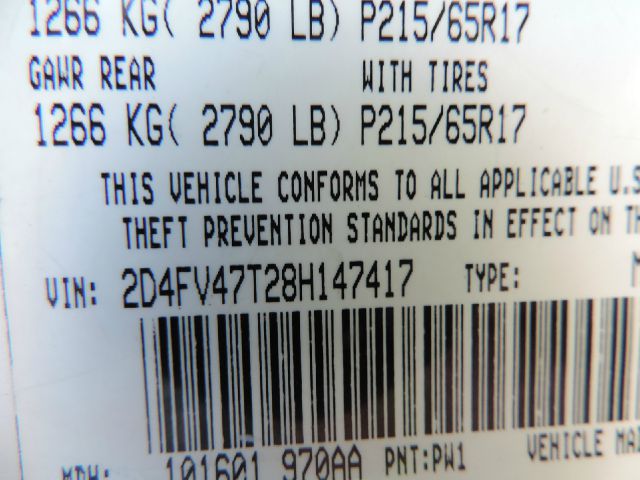 1266 KG( 2790 LB) P215/65R17
GAWR REAR WITH TIRES
1266 KG( 2790 LB) P215/65R17
THIS VEHICLE CONFORMS TO ALL APPLICABLE U.S
THEFT PREVENTION STANDARDS IN EFFECT ON TH
VIN: 2D4FV47T28H147417 TYPE: M
MDH: 101601 970AA PNT:PW1 VEHICLE MA